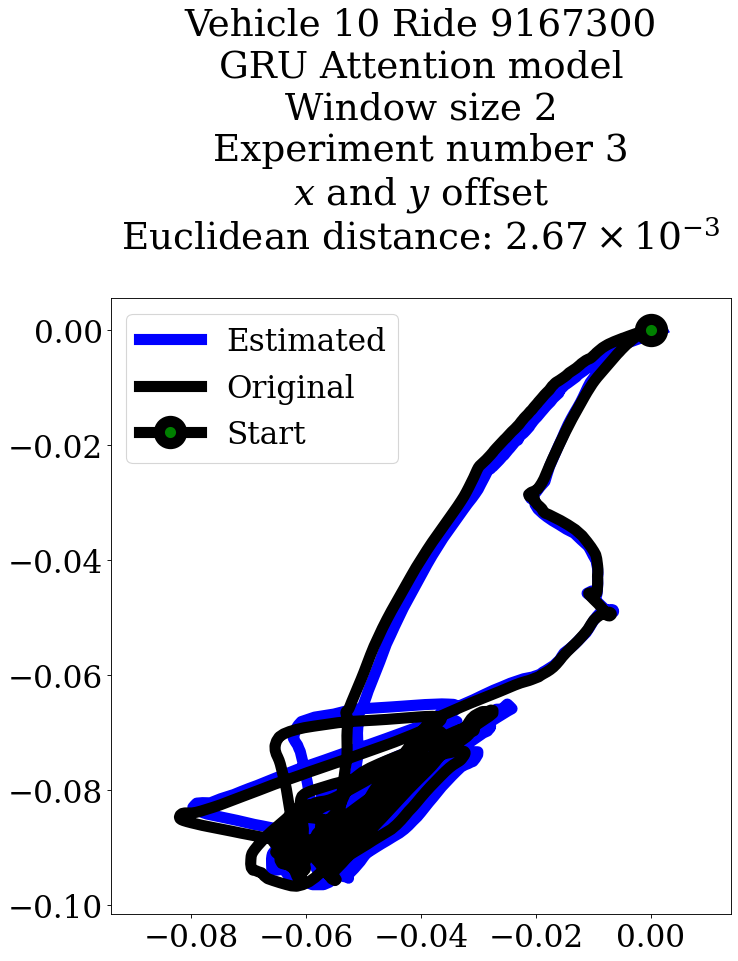 Vehicle 10 Ride 9167300
GRU Attention model
Window size 2
Experiment number 3
x and y offset
Euclidean distance: 2.67 × 10⁻³
Estimated
Original
Start
0.00
−0.02
−0.04
−0.06
−0.08
−0.10
−0.08 −0.06 −0.04 −0.02 0.00